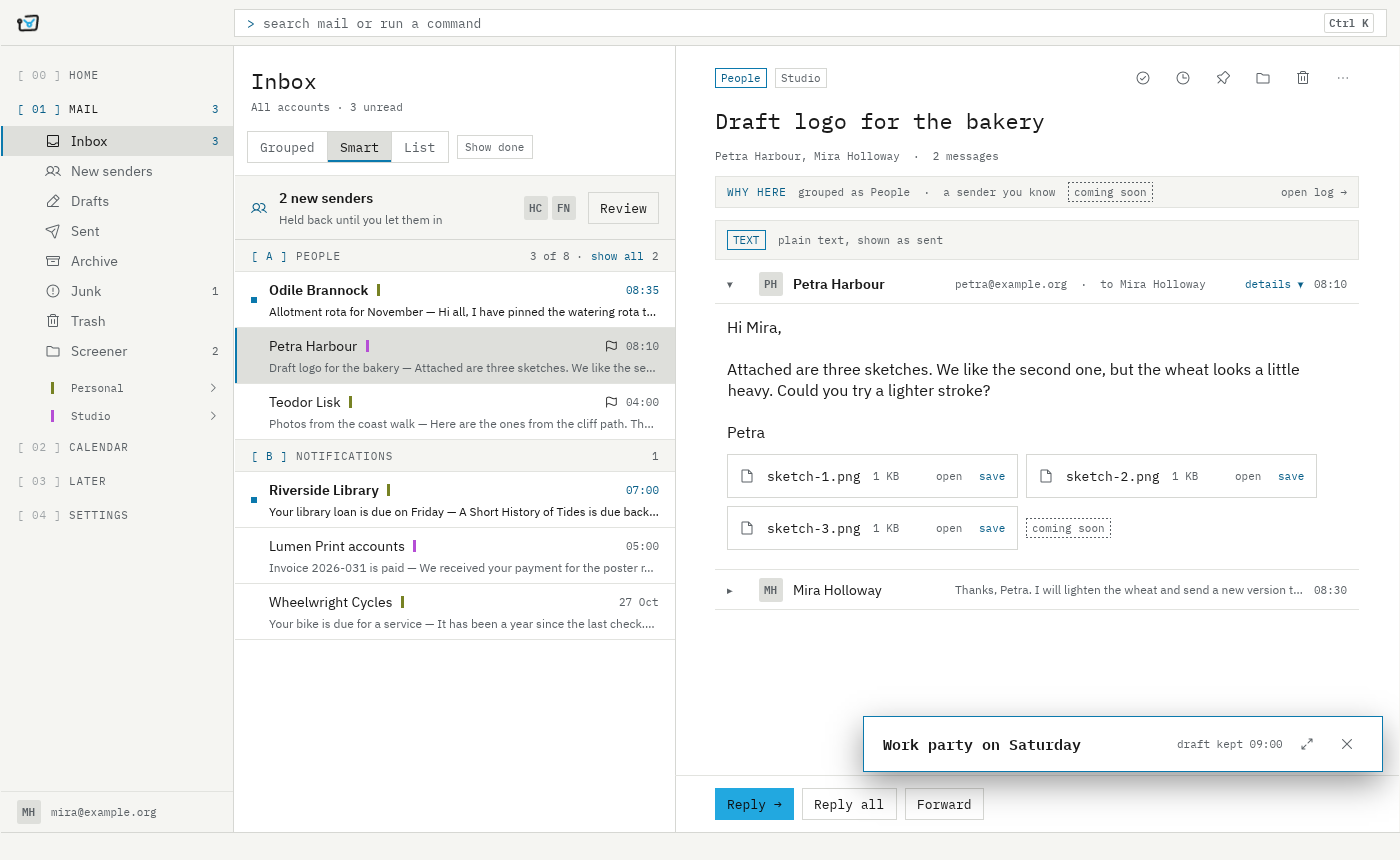 > search mail or run a command
Ctrl K
[ 00 ] HOME
[ 01 ] MAIL 3
Inbox 3
New senders
Drafts
Sent
Archive
Junk 1
Trash
Screener 2
Personal
Studio
[ 02 ] CALENDAR
[ 03 ] LATER
[ 04 ] SETTINGS
MH mira@example.org
Inbox
All accounts · 3 unread
Grouped Smart List Show done
2 new senders
Held back until you let them in
HC FN Review
[ A ] PEOPLE 3 of 8 · show all 2
Odile Brannock 08:35
Allotment rota for November — Hi all, I have pinned the watering rota t…
Petra Harbour 08:10
Draft logo for the bakery — Attached are three sketches. We like the se…
Teodor Lisk 04:00
Photos from the coast walk — Here are the ones from the cliff path. Th…
[ B ] NOTIFICATIONS 1
Riverside Library 07:00
Your library loan is due on Friday — A Short History of Tides is due back…
Lumen Print accounts 05:00
Invoice 2026-031 is paid — We received your payment for the poster r…
Wheelwright Cycles 27 Oct
Your bike is due for a service — It has been a year since the last check.…
People Studio
Draft logo for the bakery
Petra Harbour, Mira Holloway · 2 messages
WHY HERE grouped as People · a sender you know coming soon open log →
TEXT plain text, shown as sent
▾ PH Petra Harbour petra@example.org · to Mira Holloway details ▾ 08:10
Hi Mira,
Attached are three sketches. We like the second one, but the wheat looks a little
heavy. Could you try a lighter stroke?
Petra
sketch-1.png 1 KB open save
sketch-2.png 1 KB open save
sketch-3.png 1 KB open save
coming soon
▸ MH Mira Holloway Thanks, Petra. I will lighten the wheat and send a new version t… 08:30
Work party on Saturday draft kept 09:00
Reply → Reply all Forward